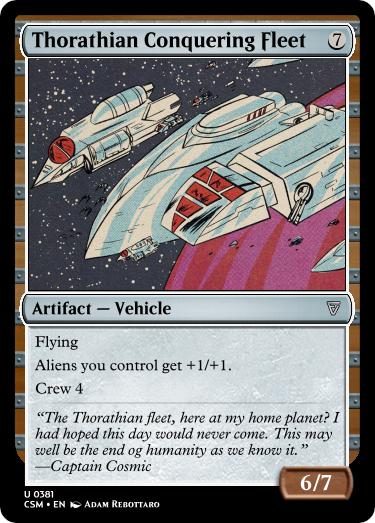 Thorathian Conquering Fleet 7
Artifact — Vehicle
Flying
Aliens you control get +1/+1.
Crew 4
“The Thorathian fleet, here at my home planet? I
had hoped this day would never come. This may
well be the end og humanity as we know it.”
—Captain Cosmic
6/7
U 0381
CSM • EN Adam Rebottaro